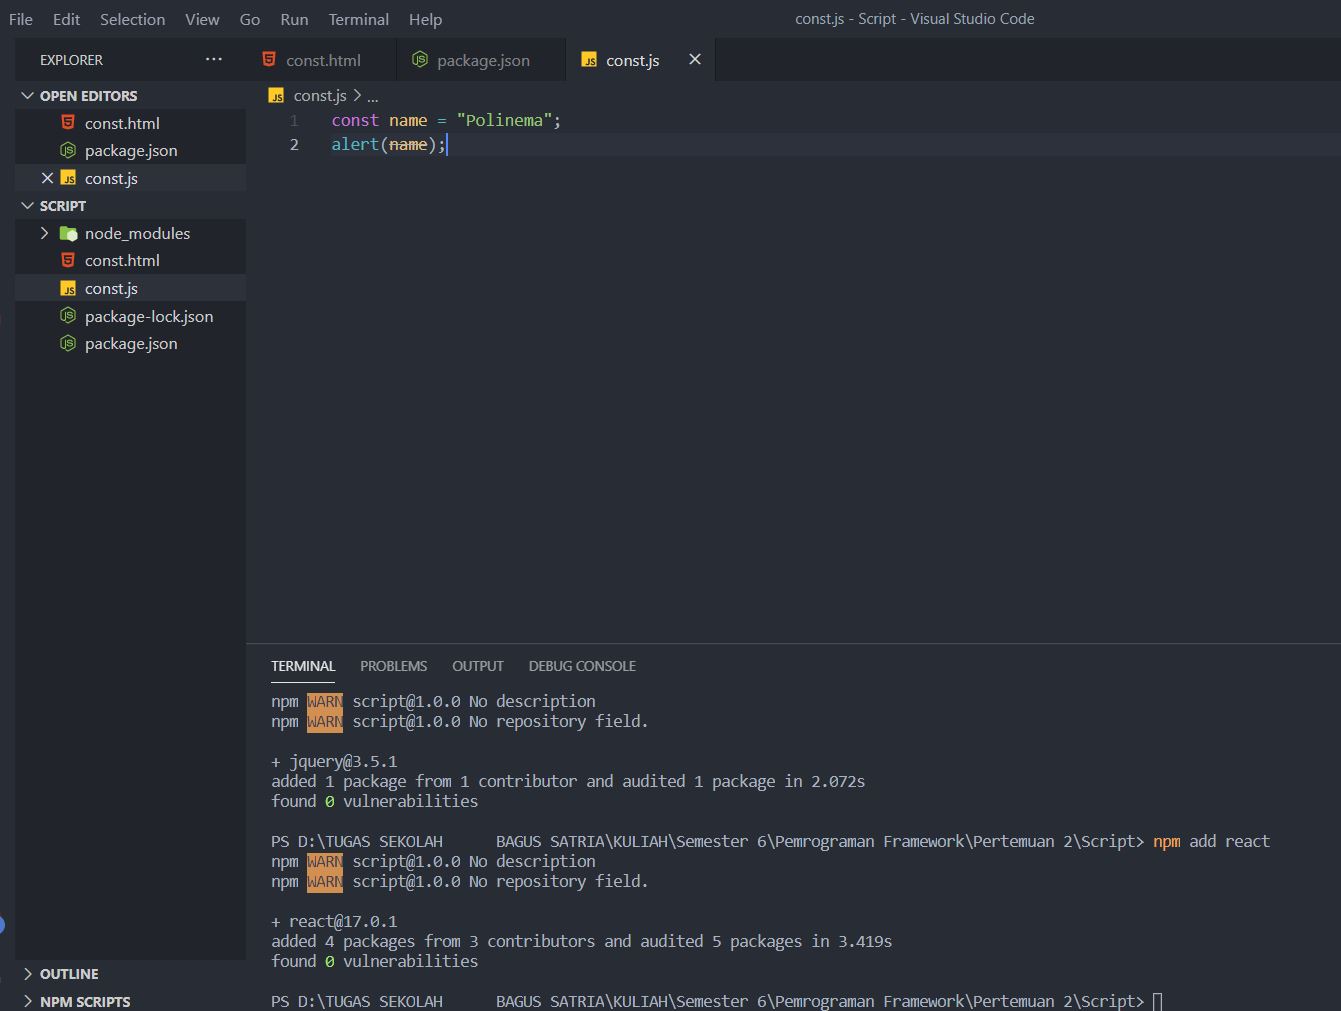 File Edit Selection View Go Run Terminal Help const.js - Script - Visual Studio Code
EXPLORER ...
OPEN EDITORS
const.html
package.json
const.js
SCRIPT
node_modules
const.html
const.js
package-lock.json
package.json
OUTLINE
NPM SCRIPTS
const.html package.json JS const.js
JS const.js > ...
1 const name = "Polinema";
2 alert(name);
TERMINAL PROBLEMS OUTPUT DEBUG CONSOLE
npm WARN script@1.0.0 No description
npm WARN script@1.0.0 No repository field.
+ jquery@3.5.1
added 1 package from 1 contributor and audited 1 package in 2.072s
found 0 vulnerabilities
PS D:\TUGAS SEKOLAH BAGUS SATRIA\KULIAH\Semester 6\Pemrograman Framework\Pertemuan 2\Script> npm add react
npm WARN script@1.0.0 No description
npm WARN script@1.0.0 No repository field.
+ react@17.0.1
added 4 packages from 3 contributors and audited 5 packages in 3.419s
found 0 vulnerabilities
PS D:\TUGAS SEKOLAH BAGUS SATRIA\KULIAH\Semester 6\Pemrograman Framework\Pertemuan 2\Script>